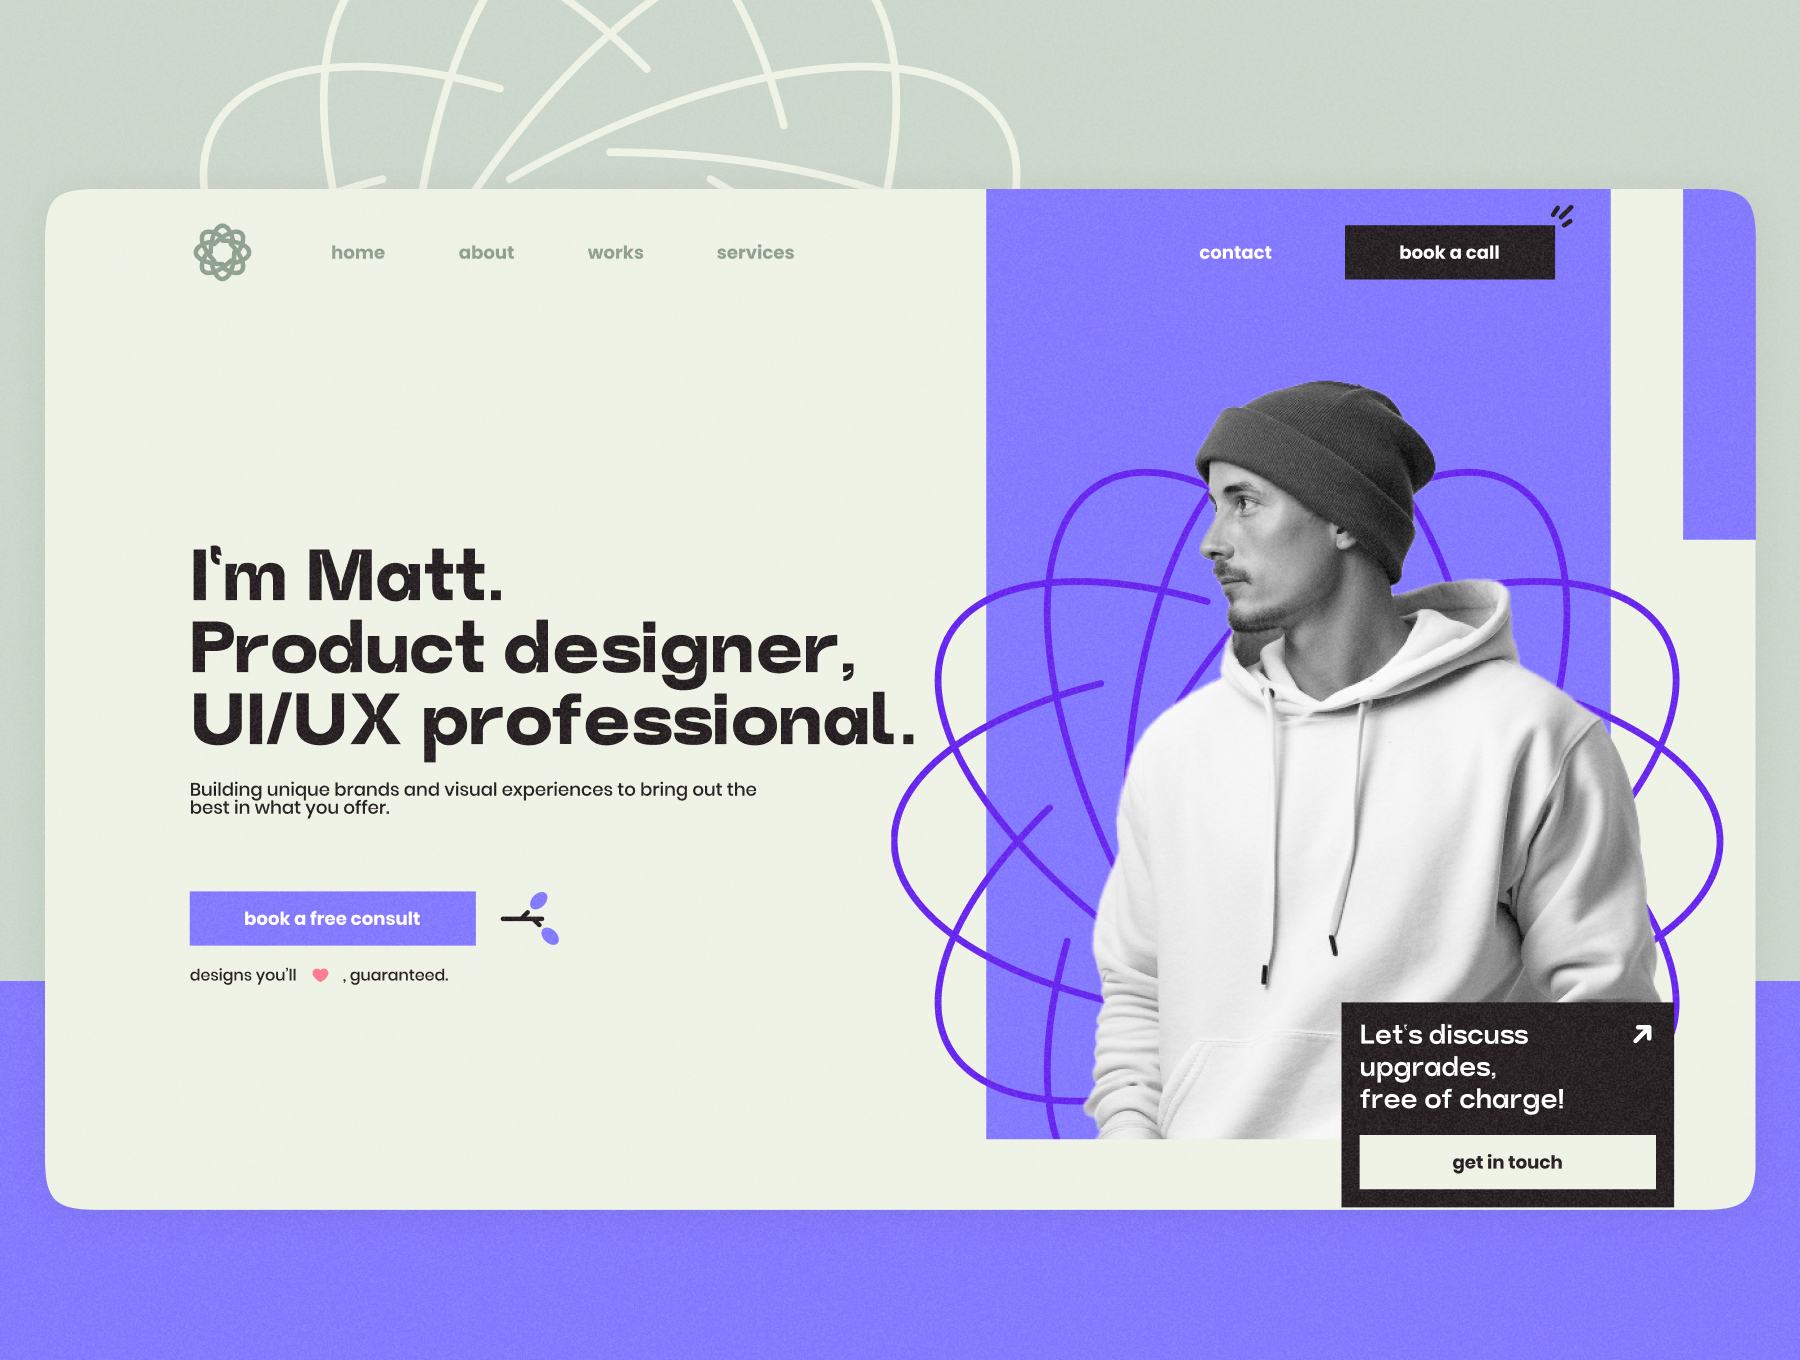 home about works services contact book a call
I‘m Matt.
Product designer,
UI/UX professional.
Building unique brands and visual experiences to bring out the
best in what you offer.
book a free consult
designs you’ll ❤ , guaranteed.
Let‘s discuss
upgrades,
free of charge!
get in touch